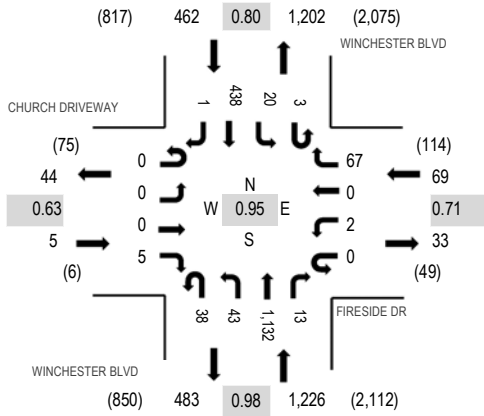 (817) 462 0.80 1,202 (2,075)
WINCHESTER BLVD
1 438 20 3
CHURCH DRIVEWAY
(75) 0 67 (114)
44 0 0 69
0.63 0 W N 0.95 S E 2 0.71
5 5 0 33
(6) (49)
38 43 1,132 13
FIRESIDE DR
WINCHESTER BLVD
(850) 483 0.98 1,226 (2,112)